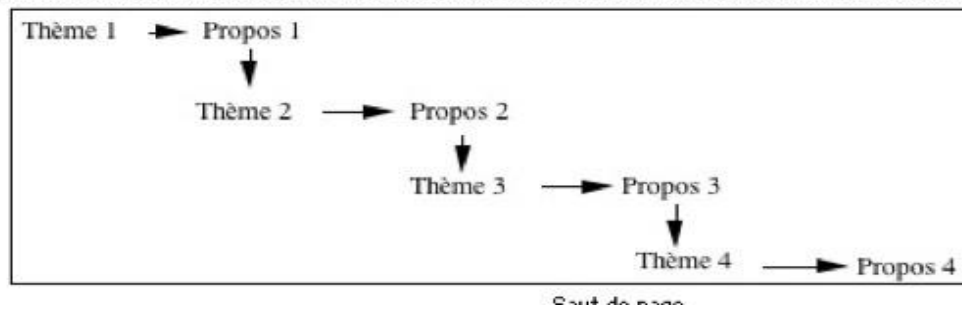 Thème 1 Propos 1
Thème 2 Propos 2
Thème 3 Propos 3
Thème 4 Propos 4
Saut de page